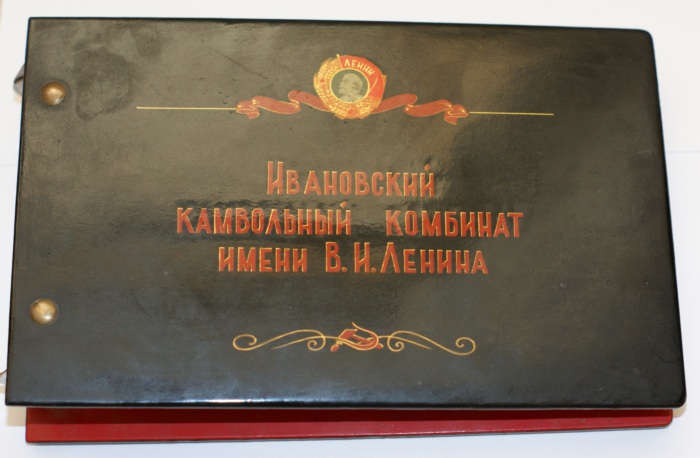 ЛЕНИН
Ивановский
камвольный комбинат
имени В.И.Ленина